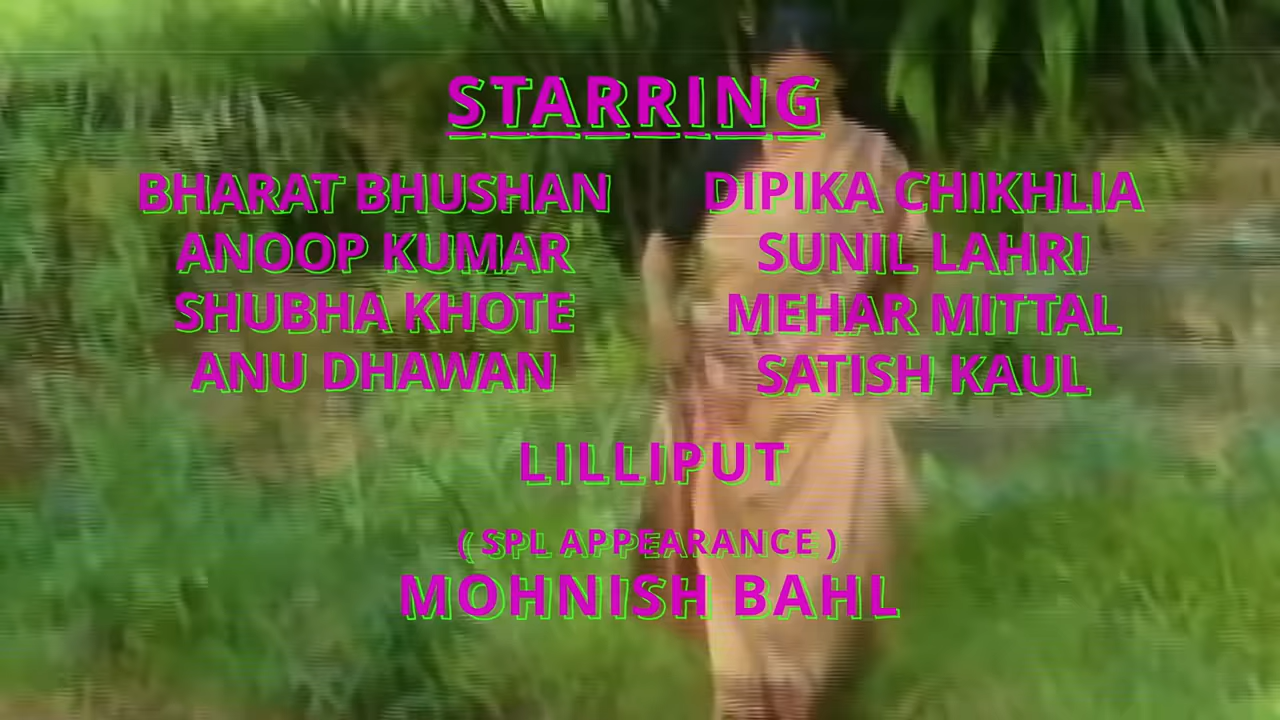 STARRING
BHARAT BHUSHAN DIPIKA CHIKHLIA
ANOOP KUMAR SUNIL LAHRI
SHUBHA KHOTE MEHAR MITTAL
ANU DHAWAN SATISH KAUL
LILLIPUT
( SPL APPEARANCE )
MOHNISH BAHL